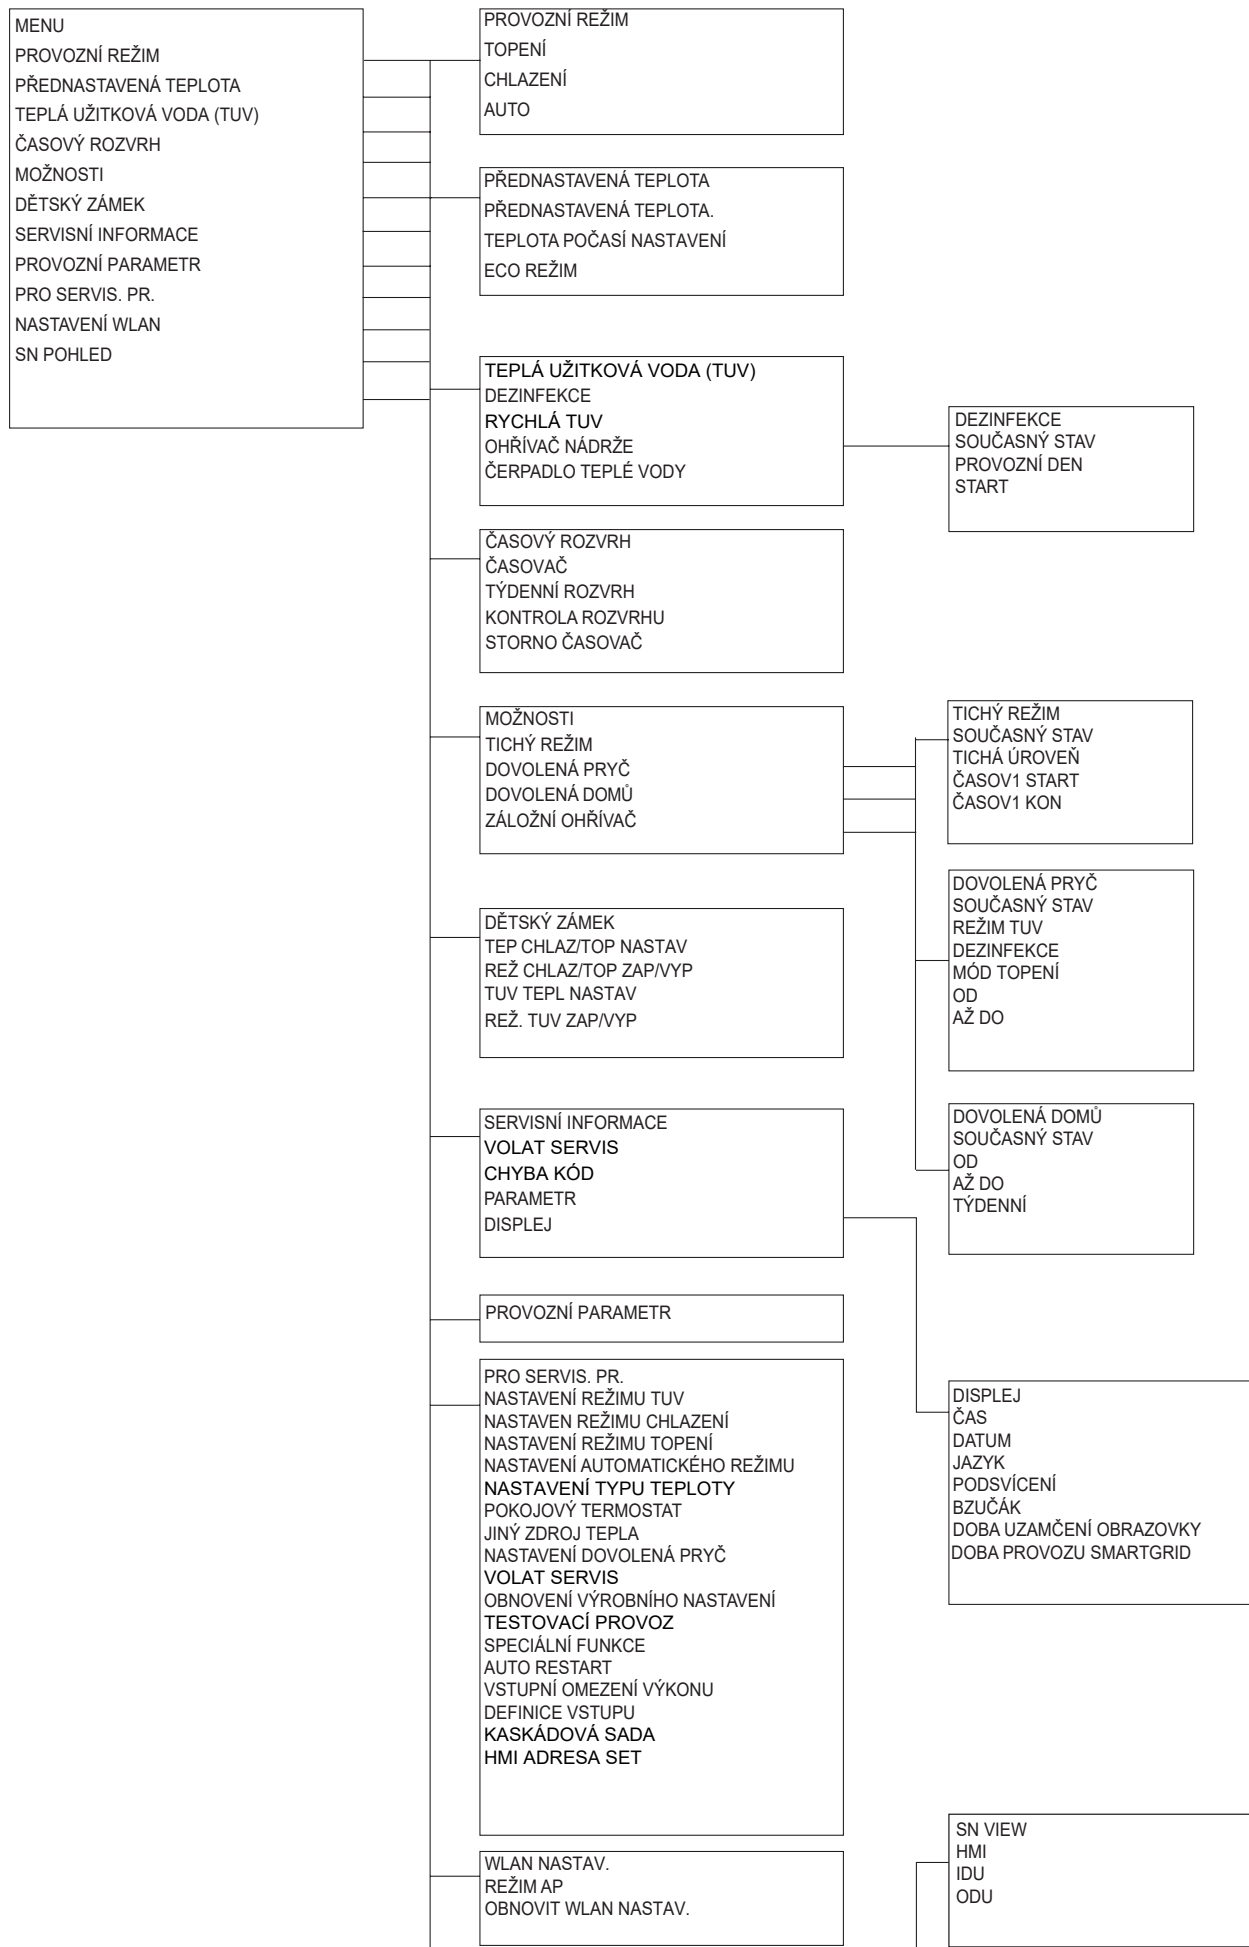 MENU
PROVOZNÍ REŽIM
PŘEDNASTAVENÁ TEPLOTA
TEPLÁ UŽITKOVÁ VODA (TUV)
ČASOVÝ ROZVRH
MOŽNOSTI
DĚTSKÝ ZÁMEK
SERVISNÍ INFORMACE
PROVOZNÍ PARAMETR
PRO SERVIS. PR.
NASTAVENÍ WLAN
SN POHLED
PROVOZNÍ REŽIM
TOPENÍ
CHLAZENÍ
AUTO
PŘEDNASTAVENÁ TEPLOTA
PŘEDNASTAVENÁ TEPLOTA.
TEPLOTA POČASÍ NASTAVENÍ
ECO REŽIM
TEPLÁ UŽITKOVÁ VODA (TUV)
DEZINFEKCE
RYCHLÁ TUV
OHŘÍVAČ NÁDRŽE
ČERPADLO TEPLÉ VODY
DEZINFEKCE
SOUČASNÝ STAV
PROVOZNÍ DEN
START
ČASOVÝ ROZVRH
ČASOVAČ
TÝDENNÍ ROZVRH
KONTROLA ROZVRHU
STORNO ČASOVAČ
MOŽNOSTI
TICHÝ REŽIM
DOVOLENÁ PRYČ
DOVOLENÁ DOMŮ
ZÁLOŽNÍ OHŘÍVAČ
TICHÝ REŽIM
SOUČASNÝ STAV
TICHÁ ÚROVEŇ
ČASOV1 START
ČASOV1 KON
DOVOLENÁ PRYČ
SOUČASNÝ STAV
REŽIM TUV
DEZINFEKCE
MÓD TOPENÍ
OD
AŽ DO
DOVOLENÁ DOMŮ
SOUČASNÝ STAV
OD
AŽ DO
TÝDENNÍ
DĚTSKÝ ZÁMEK
TEP CHLAZ/TOP NASTAV
REŽ CHLAZ/TOP ZAP/VYP
TUV TEPL NASTAV
REŽ. TUV ZAP/VYP
SERVISNÍ INFORMACE
VOLAT SERVIS
CHYBA KÓD
PARAMETR
DISPLEJ
DISPLEJ
ČAS
DATUM
JAZYK
PODSVÍCENÍ
BZUČÁK
DOBA UZAMČENÍ OBRAZOVKY
DOBA PROVOZU SMARTGRID
PROVOZNÍ PARAMETR
PRO SERVIS. PR.
NASTAVENÍ REŽIMU TUV
NASTAVEN REŽIMU CHLAZENÍ
NASTAVENÍ REŽIMU TOPENÍ
NASTAVENÍ AUTOMATICKÉHO REŽIMU
NASTAVENÍ TYPU TEPLOTY
POKOJOVÝ TERMOSTAT
JINÝ ZDROJ TEPLA
NASTAVENÍ DOVOLENÁ PRYČ
VOLAT SERVIS
OBNOVENÍ VÝROBNÍHO NASTAVENÍ
TESTOVACÍ PROVOZ
SPECIÁLNÍ FUNKCE
AUTO RESTART
VSTUPNÍ OMEZENÍ VÝKONU
DEFINICE VSTUPU
KASKÁDOVÁ SADA
HMI ADRESA SET
WLAN NASTAV.
REŽIM AP
OBNOVIT WLAN NASTAV.
SN VIEW
HMI
IDU
ODU